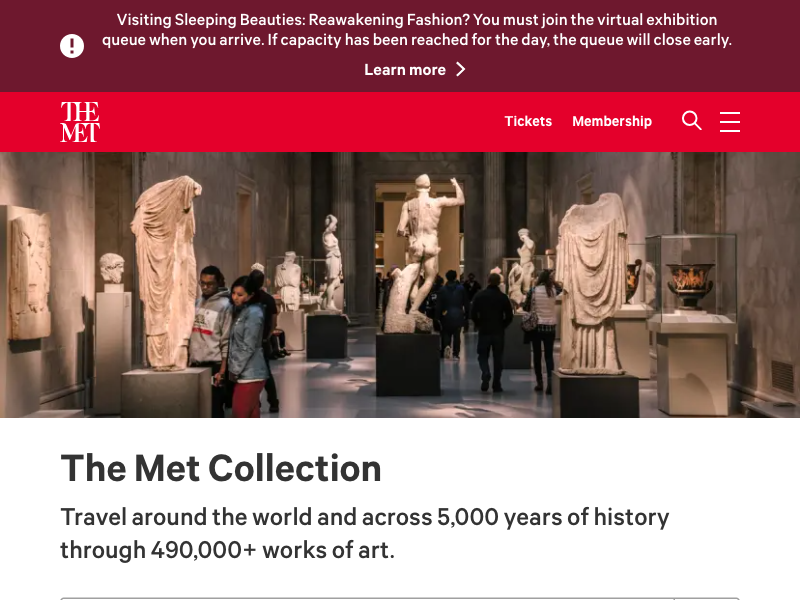 Visiting Sleeping Beauties: Reawakening Fashion? You must join the virtual exhibition
queue when you arrive. If capacity has been reached for the day, the queue will close early.
Learn more
THE
MET
Tickets
Membership
The Met Collection
Travel around the world and across 5,000 years of history
through 490,000+ works of art.